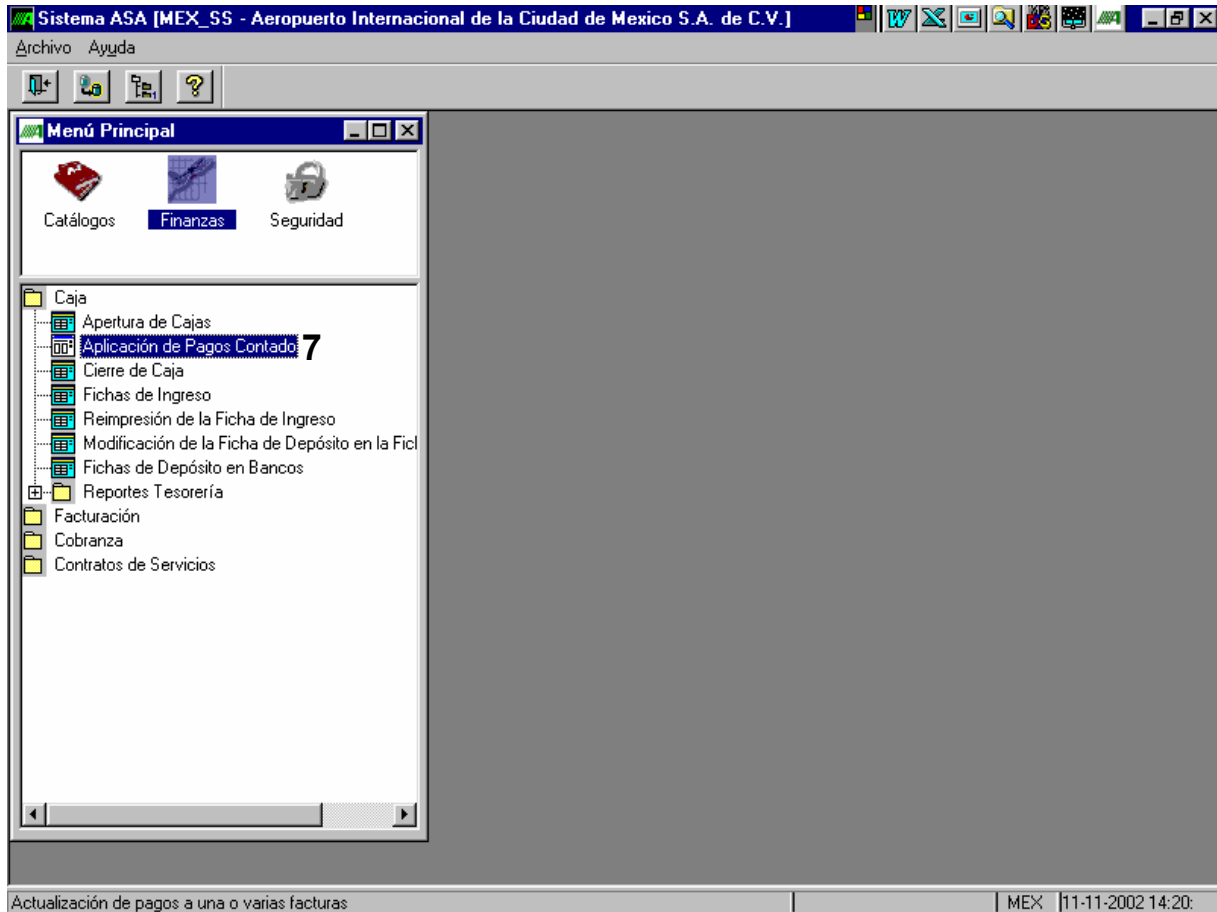 Sistema ASA [MEX_SS - Aeropuerto Internacional de la Ciudad de Mexico S.A. de C.V.]
Archivo Ayuda
Menú Principal
Catálogos Finanzas Seguridad
Caja
Apertura de Cajas
Aplicación de Pagos Contado 7
Cierre de Caja
Fichas de Ingreso
Reimpresión de la Ficha de Ingreso
Modificación de la Ficha de Depósito en la Ficl
Fichas de Depósito en Bancos
Reportes Tesorería
Facturación
Cobranza
Contratos de Servicios
Actualización de pagos a una o varias facturas MEX 11-11-2002 14:20: